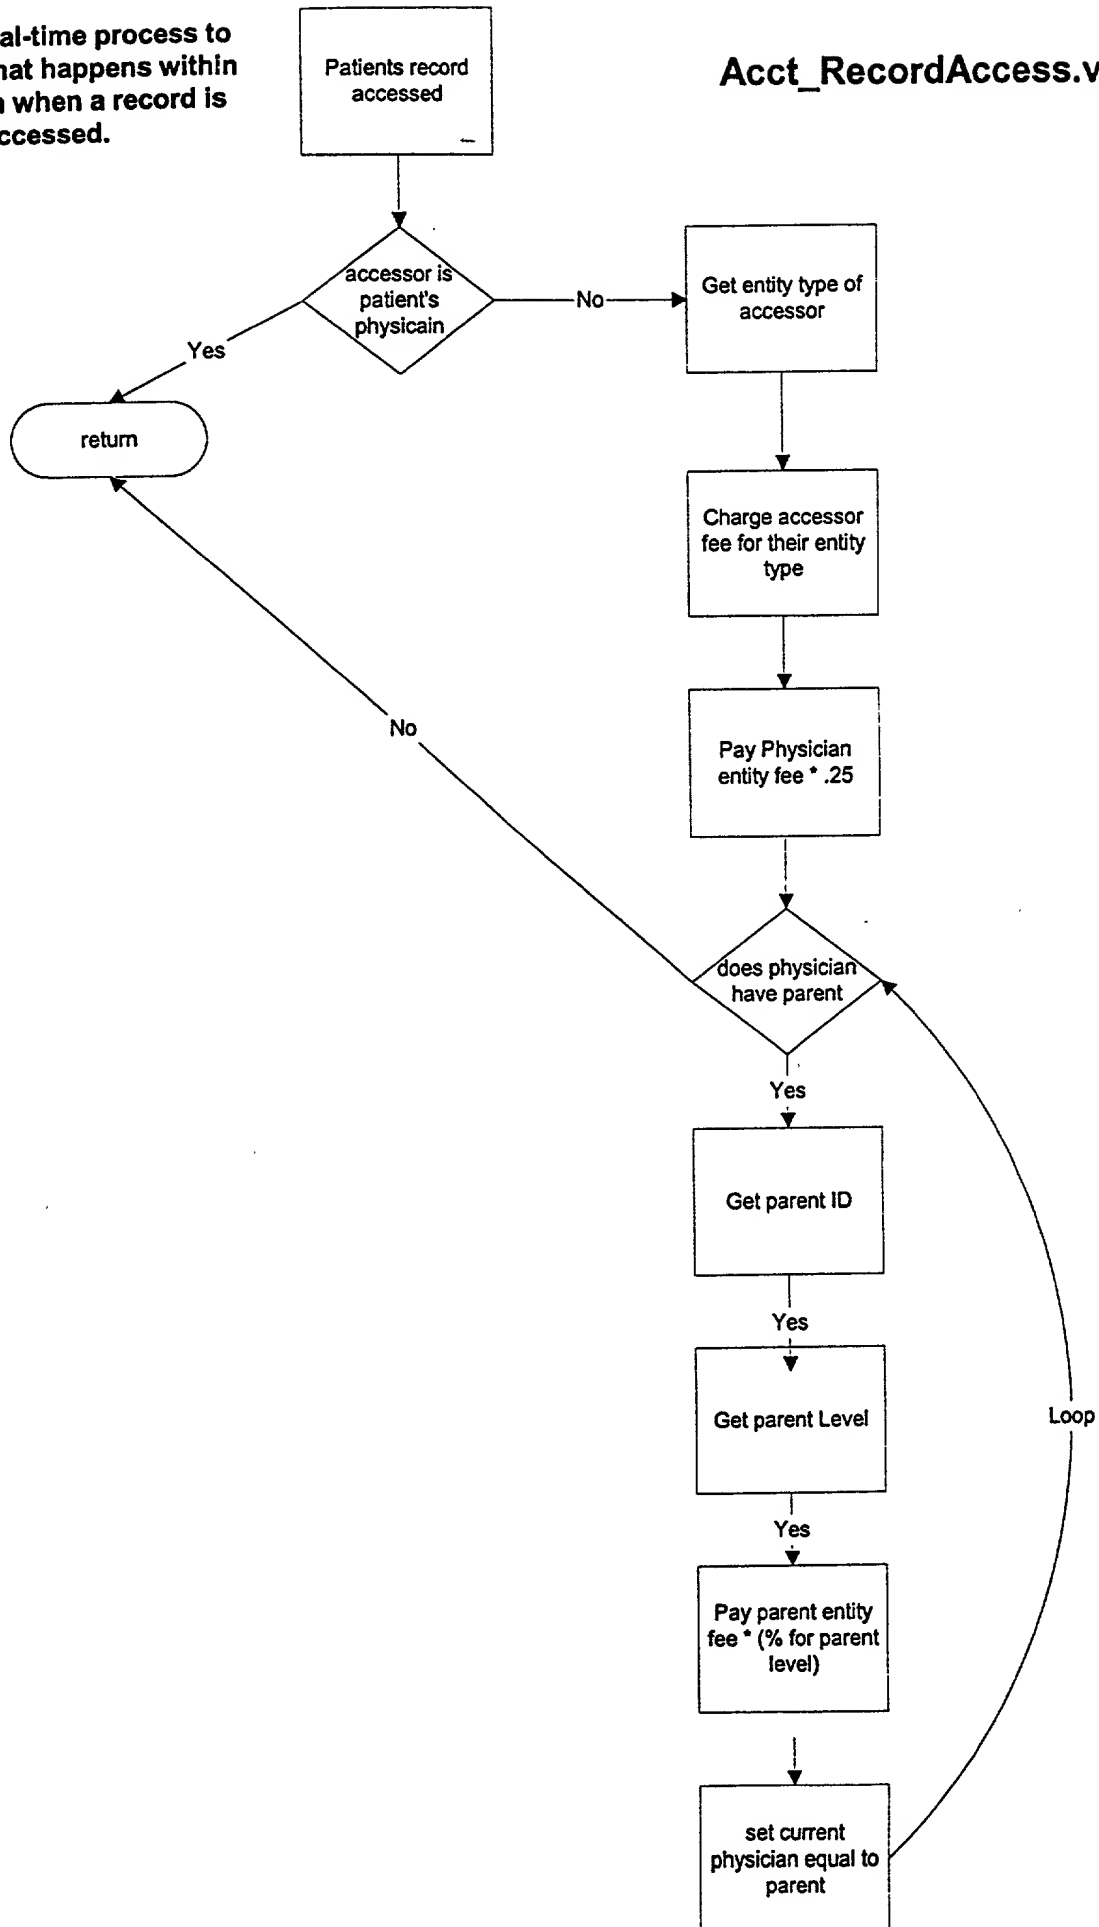 al-time process to
hat happens within
n when a record is
ccessed.
Acct_RecordAccess.v
Patients record
accessed
accessor is
patient's
physicain
No
Get entity type of
accessor
Yes
return
Charge accessor
fee for their entity
type
Pay Physician
entity fee * .25
No
does physician
have parent
Yes
Get parent ID
Yes
Get parent Level
Loop
Yes
Pay parent entity
fee * (% for parent
level)
set current
physician equal to
parent